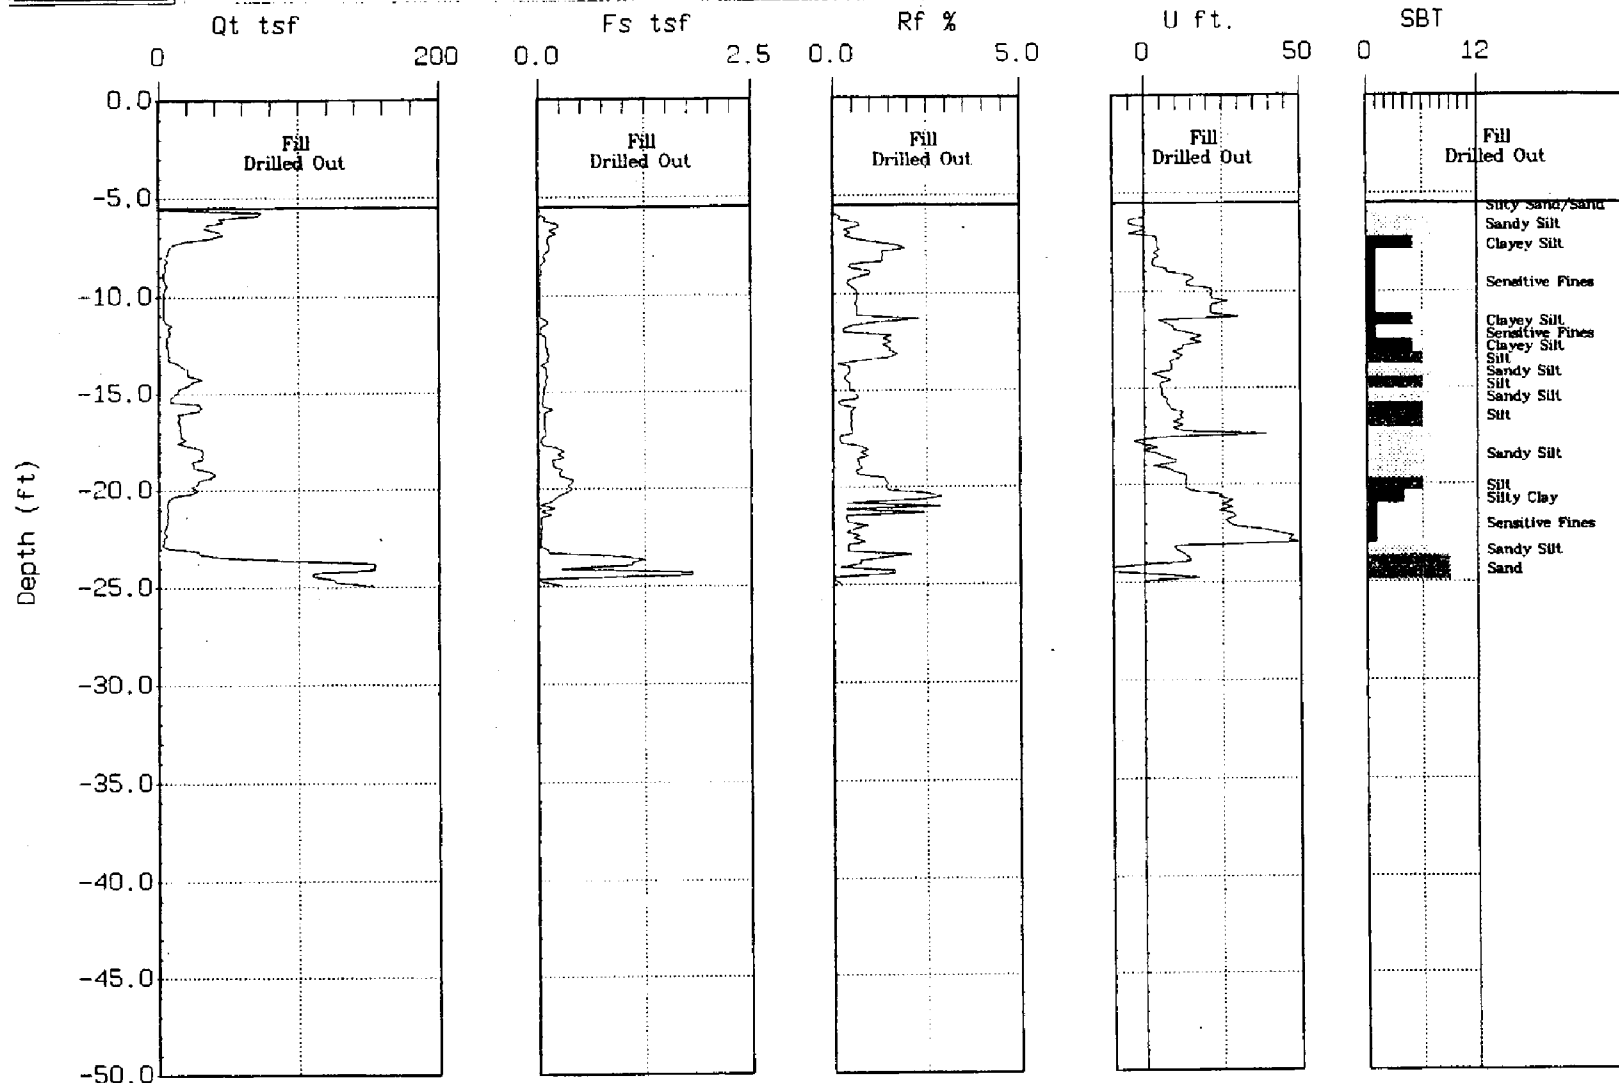 Qt tsf
Fs tsf
Rf %
U ft.
SBT
0
200
0.0
2.5
0.0
5.0
0
50
0
12
0.0
Fill
Drilled Out
Fill
Drilled Out
Fill
Drilled Out
Fill
Drilled Out
Fill
Drilled Out
-5.0
Silty Sand/Sand
Sandy Silt
Clayey Silt
Sensitive Fines
-10.0
Clayey Silt
Sensitive Fines
Clayey Silt
Silt
Sandy Silt
Silt
Sandy Silt
-15.0
Silt
Sandy Silt
Silt
-20.0
Silty Clay
Sensitive Fines
Sandy Silt
Sand
-25.0
-30.0
-35.0
-40.0
-45.0
-50.0
Depth (ft)